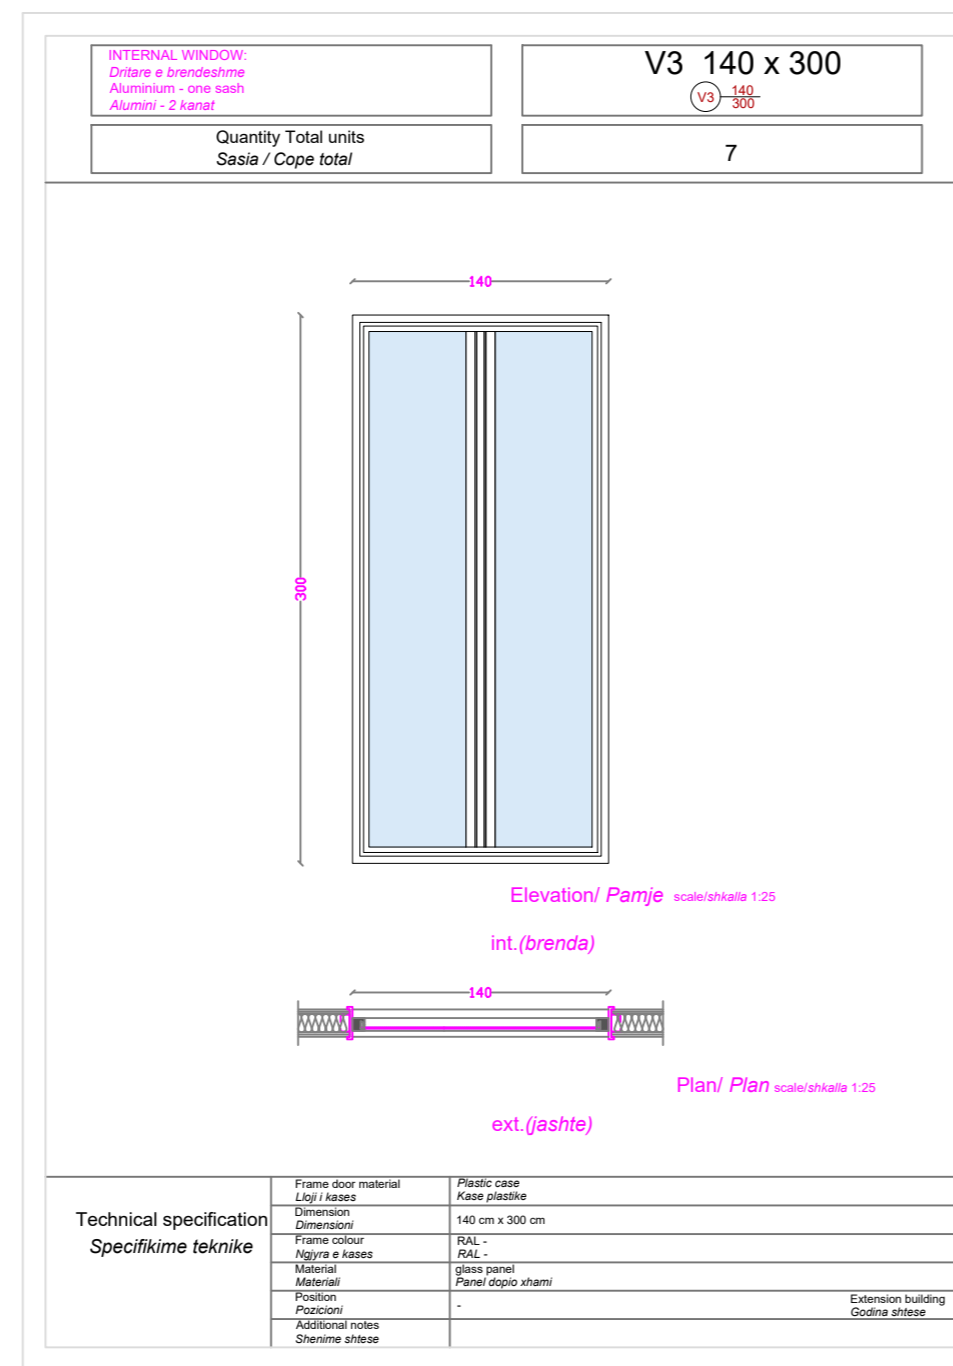 INTERNAL WINDOW:
Dritare e brendeshme
Aluminium - one sash
Alumini - 2 kanat
V3 140 x 300
V3 140
300
Quantity Total units
Sasia / Cope total
7
140
300
Elevation/ Pamje scale/shkalla 1:25
int.(brenda)
140
Plan/ Plan scale/shkalla 1:25
ext.(jashte)
Technical specification
Specifikime teknike
Frame door material
Lloji i kases
Plastic case
Kase plastike
Dimension
Dimensioni
140 cm x 300 cm
Frame colour
Ngjyra e kases
RAL -
RAL -
Material
Materiali
glass panel
Panel dopio xhami
Position
Pozicioni
-
Extension building
Godina shtese
Additional notes
Shenime shtese